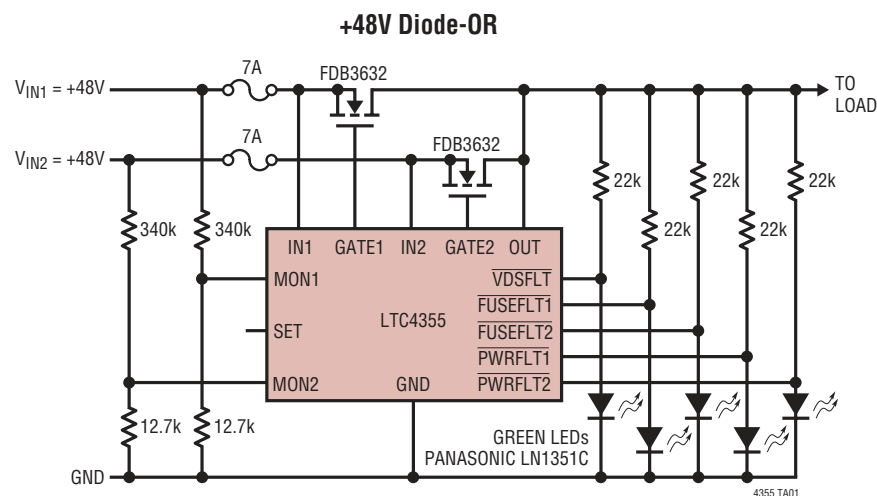 +48V Diode-OR
7A
FDB3632
VIN1 = +48V
TO
LOAD
7A
VIN2 = +48V
FDB3632
22k
22k
22k
22k
22k
340k
340k
IN1
GATE1
IN2
GATE2
OUT
MON1
VDSFLT
FUSEFLT1
LTC4355
SET
FUSEFLT2
PWRFLT1
MON2
GND
PWRFLT2
12.7k
12.7k
GREEN LEDs
PANASONIC LN1351C
GND
4355 TA01